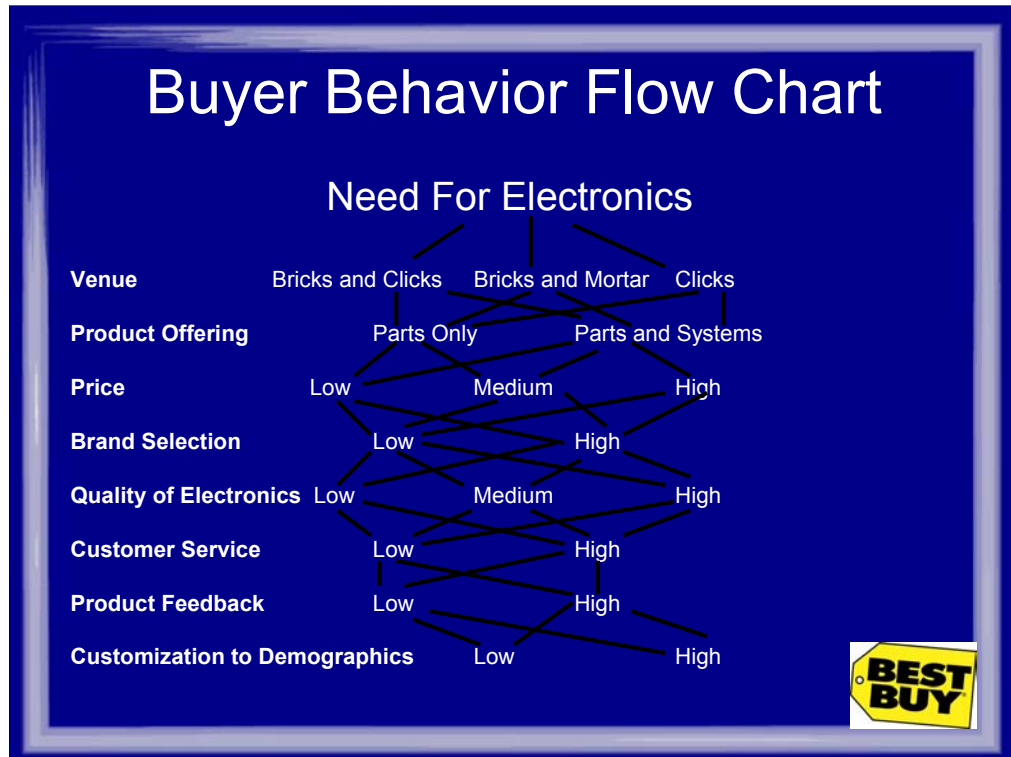 Buyer Behavior Flow Chart
Need For Electronics
Venue Bricks and Clicks Bricks and Mortar Clicks
Product Offering Parts Only Parts and Systems
Price Low Medium High
Brand Selection Low High
Quality of Electronics Low Medium High
Customer Service Low High
Product Feedback Low High
Customization to Demographics Low High
BEST
BUY